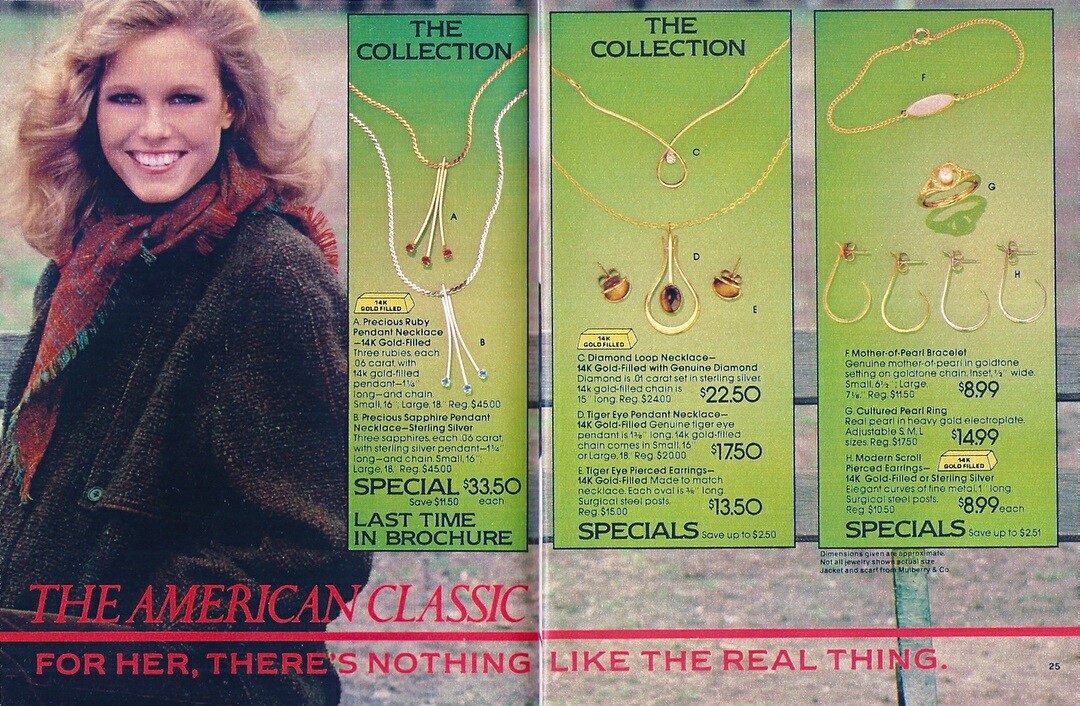 THE
COLLECTION
A
B
14K
GOLD FILLED
A. Precious Ruby
Pendant Necklace
—14K Gold-Filled
Three rubies, each
.06 carat, with
14k gold-filled
pendant—1¼"
long—and chain.
Small, 16"; Large, 18". Reg. $45.00
B. Precious Sapphire Pendant
Necklace—Sterling Silver
Three sapphires, each .06 carat,
with sterling silver pendant—1¼"
long—and chain. Small, 16";
Large, 18". Reg. $45.00
SPECIAL $33.50
Save $11.50 each
LAST TIME
IN BROCHURE
THE
COLLECTION
C
D
E
14K
GOLD FILLED
C. Diamond Loop Necklace—
14K Gold-Filled with Genuine Diamond
Diamond is .01 carat set in sterling silver.
14k gold-filled chain is
15" long. Reg. $24.00 $22.50
D. Tiger Eye Pendant Necklace—
14K Gold-Filled Genuine tiger eye
pendant is 1⅜" long. 14k gold-filled
chain comes in Small, 16"
or Large, 18". Reg. $20.00 $17.50
E. Tiger Eye Pierced Earrings—
14K Gold-Filled Made to match
necklace. Each oval is ⅜" long.
Surgical steel posts.
Reg. $15.00 $13.50
SPECIALS Save up to $2.50
F
G
H
F. Mother-of-Pearl Bracelet
Genuine mother-of-pearl in goldtone
setting on goldtone chain. Inset, ½" wide.
Small, 6½"; Large,
7½". Reg. $11.50 $8.99
G. Cultured Pearl Ring
Real pearl in heavy gold electroplate.
Adjustable S, M, L
sizes. Reg. $17.50 $14.99
H. Modern Scroll
Pierced Earrings—
14K
GOLD FILLED
14K Gold-Filled or Sterling Silver
Elegant curves of fine metal, 1" long.
Surgical steel posts.
Reg. $10.50 $8.99 each
SPECIALS Save up to $2.51
Dimensions given are approximate.
Not all jewelry shown actual size.
Jacket and scarf from Mulberry & Co.
THE AMERICAN CLASSIC
FOR HER, THERE'S NOTHING LIKE THE REAL THING.
25